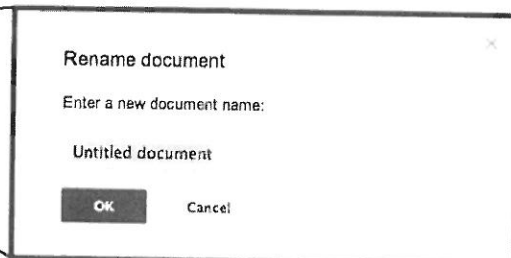 Rename document
Enter a new document name:
Untitled document
OK Cancel